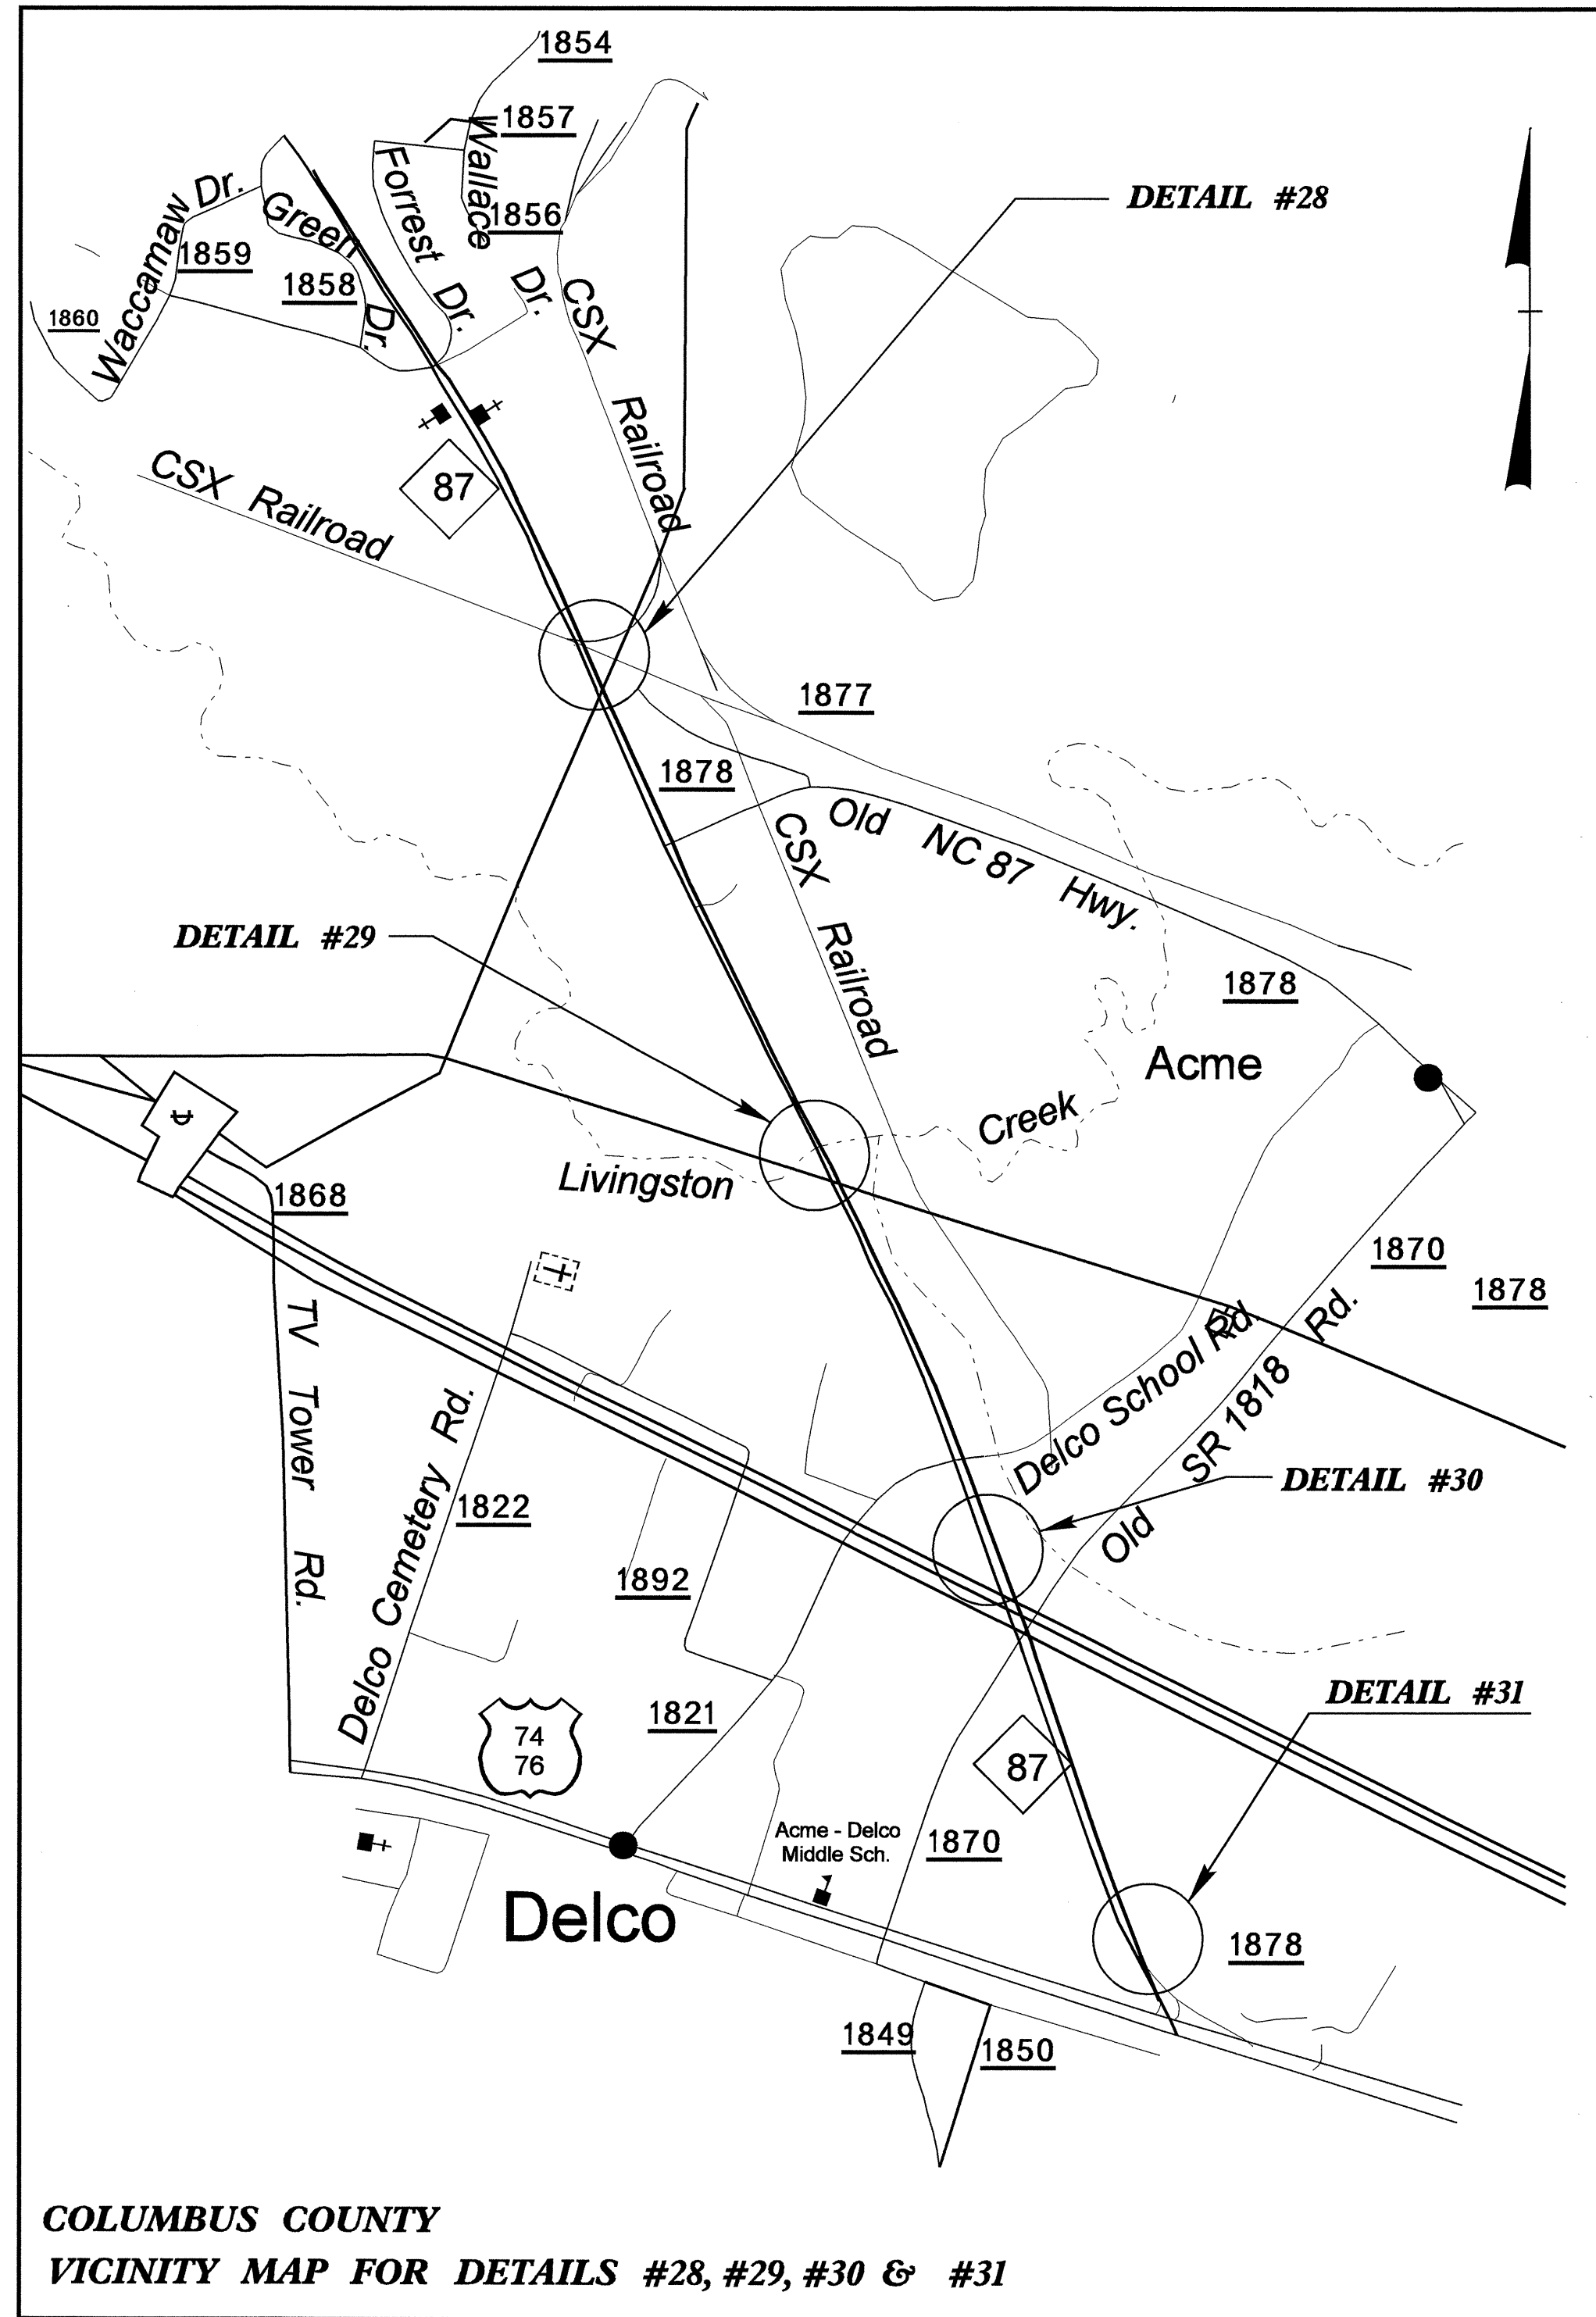 1854
1857
Wallace Dr.
Forrest Dr.
Waccamaw Dr.
Green Dr.
1856
1859
1858
1860
DETAIL #28
CSX Railroad
CSX Railroad
87
1877
1878
Old NC 87 Hwy.
CSX Railroad
DETAIL #29
1878
Acme
Livingston Creek
1868
1870
1878
TV Tower Rd.
Delco School Rd.
Old SR 1818 Rd.
Delco Cemetery Rd.
DETAIL #30
1822
1892
1821
74
76
DETAIL #31
87
Acme - Delco
Middle Sch.
1870
Delco
1878
1849
1850
COLUMBUS COUNTY
VICINITY MAP FOR DETAILS #28, #29, #30 & #31